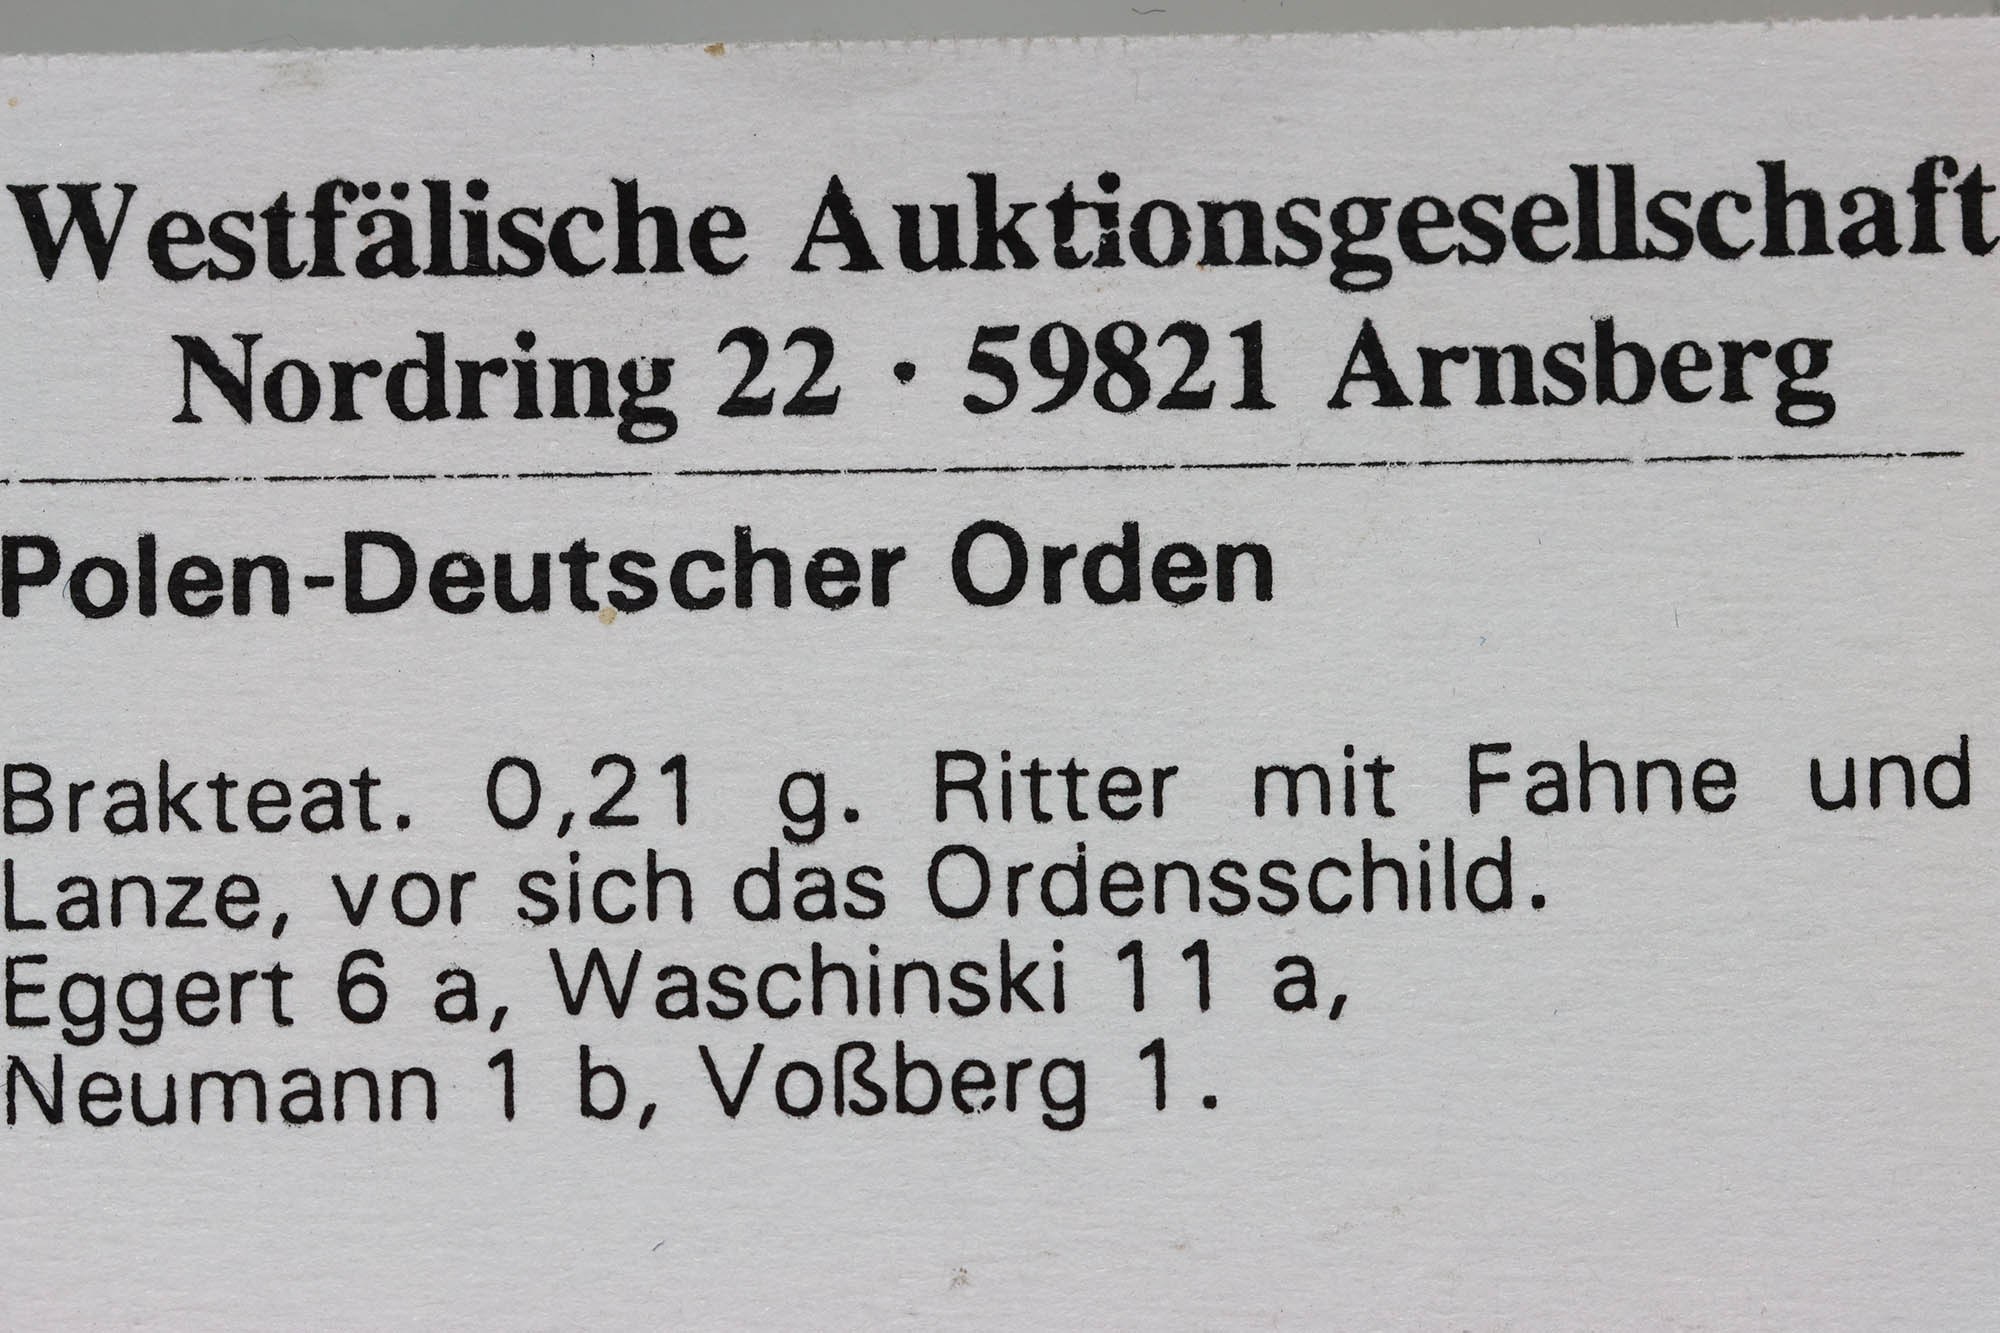 Westfälische Auktionsgesellschaft
Nordring 22 · 59821 Arnsberg
Polen-Deutscher Orden
Brakteat. 0,21 g. Ritter mit Fahne und
Lanze, vor sich das Ordensschild.
Eggert 6 a, Waschinski 11 a,
Neumann 1 b, Voßberg 1.